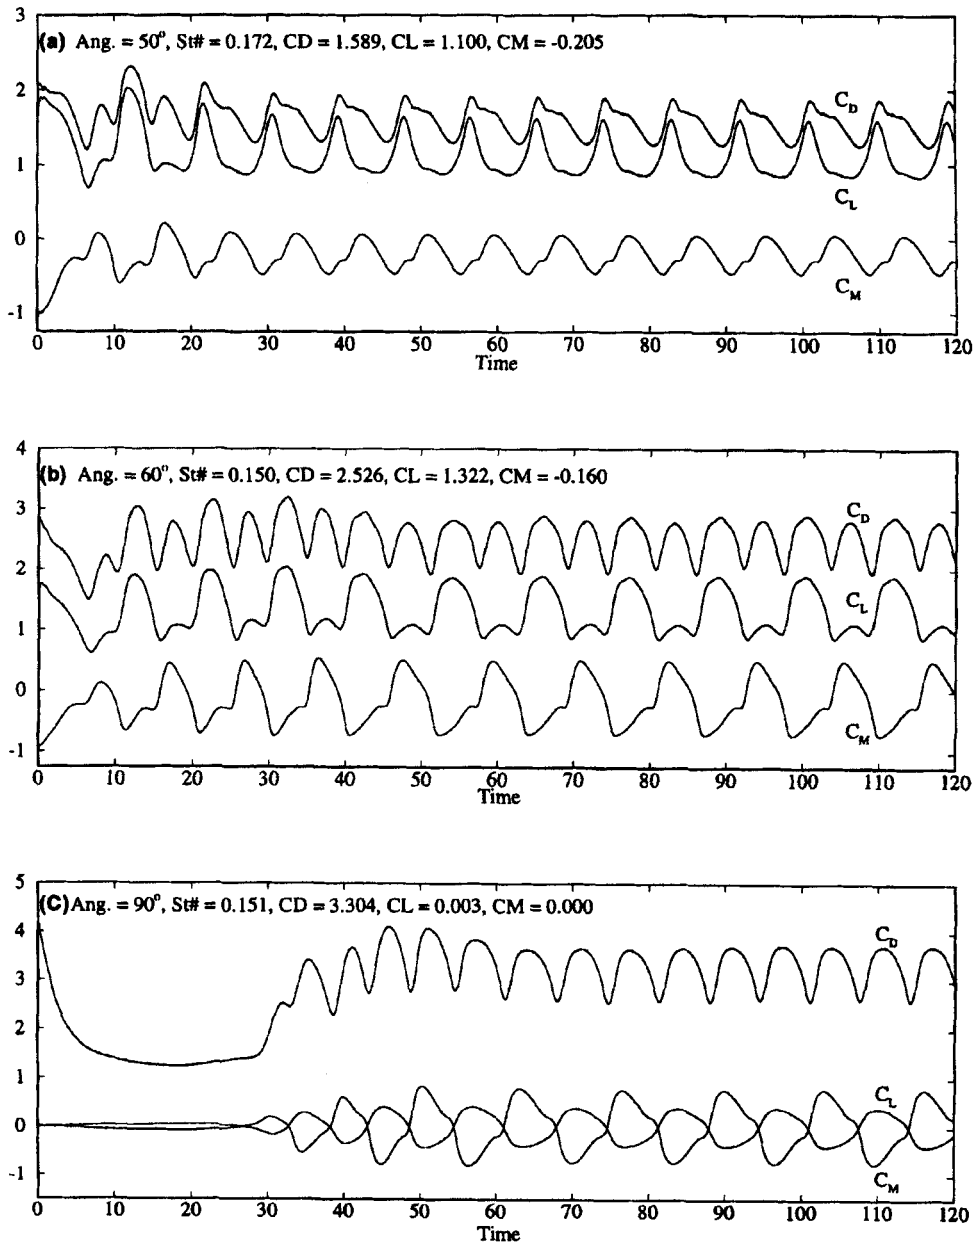 3
(a) Ang. = 50°, St# = 0.172, CD = 1.589, CL = 1.100, CM = -0.205
2
C_D
1
C_L
0
C_M
-1
0 10 20 30 40 50 60 70 80 90 100 110 120
Time
4
(b) Ang. = 60°, St# = 0.150, CD = 2.526, CL = 1.322, CM = -0.160
3
C_D
2
C_L
1
0
C_M
-1
0 10 20 30 40 50 60 70 80 90 100 110 120
Time
5
(C) Ang. = 90°, St# = 0.151, CD = 3.304, CL = 0.003, CM = 0.000
4
C_D
3
2
1
C_L
0
-1
C_M
0 10 20 30 40 50 60 70 80 90 100 110 120
Time